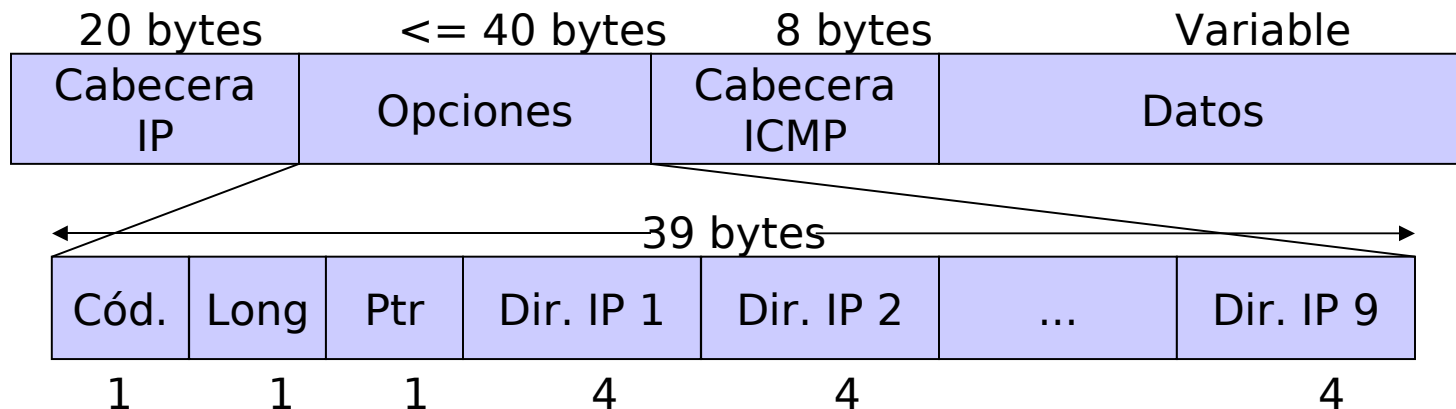 20 bytes <= 40 bytes 8 bytes Variable
Cabecera IP Opciones Cabecera ICMP Datos
39 bytes
Cód. Long Ptr Dir. IP 1 Dir. IP 2 ... Dir. IP 9
1 1 1 4 4 4